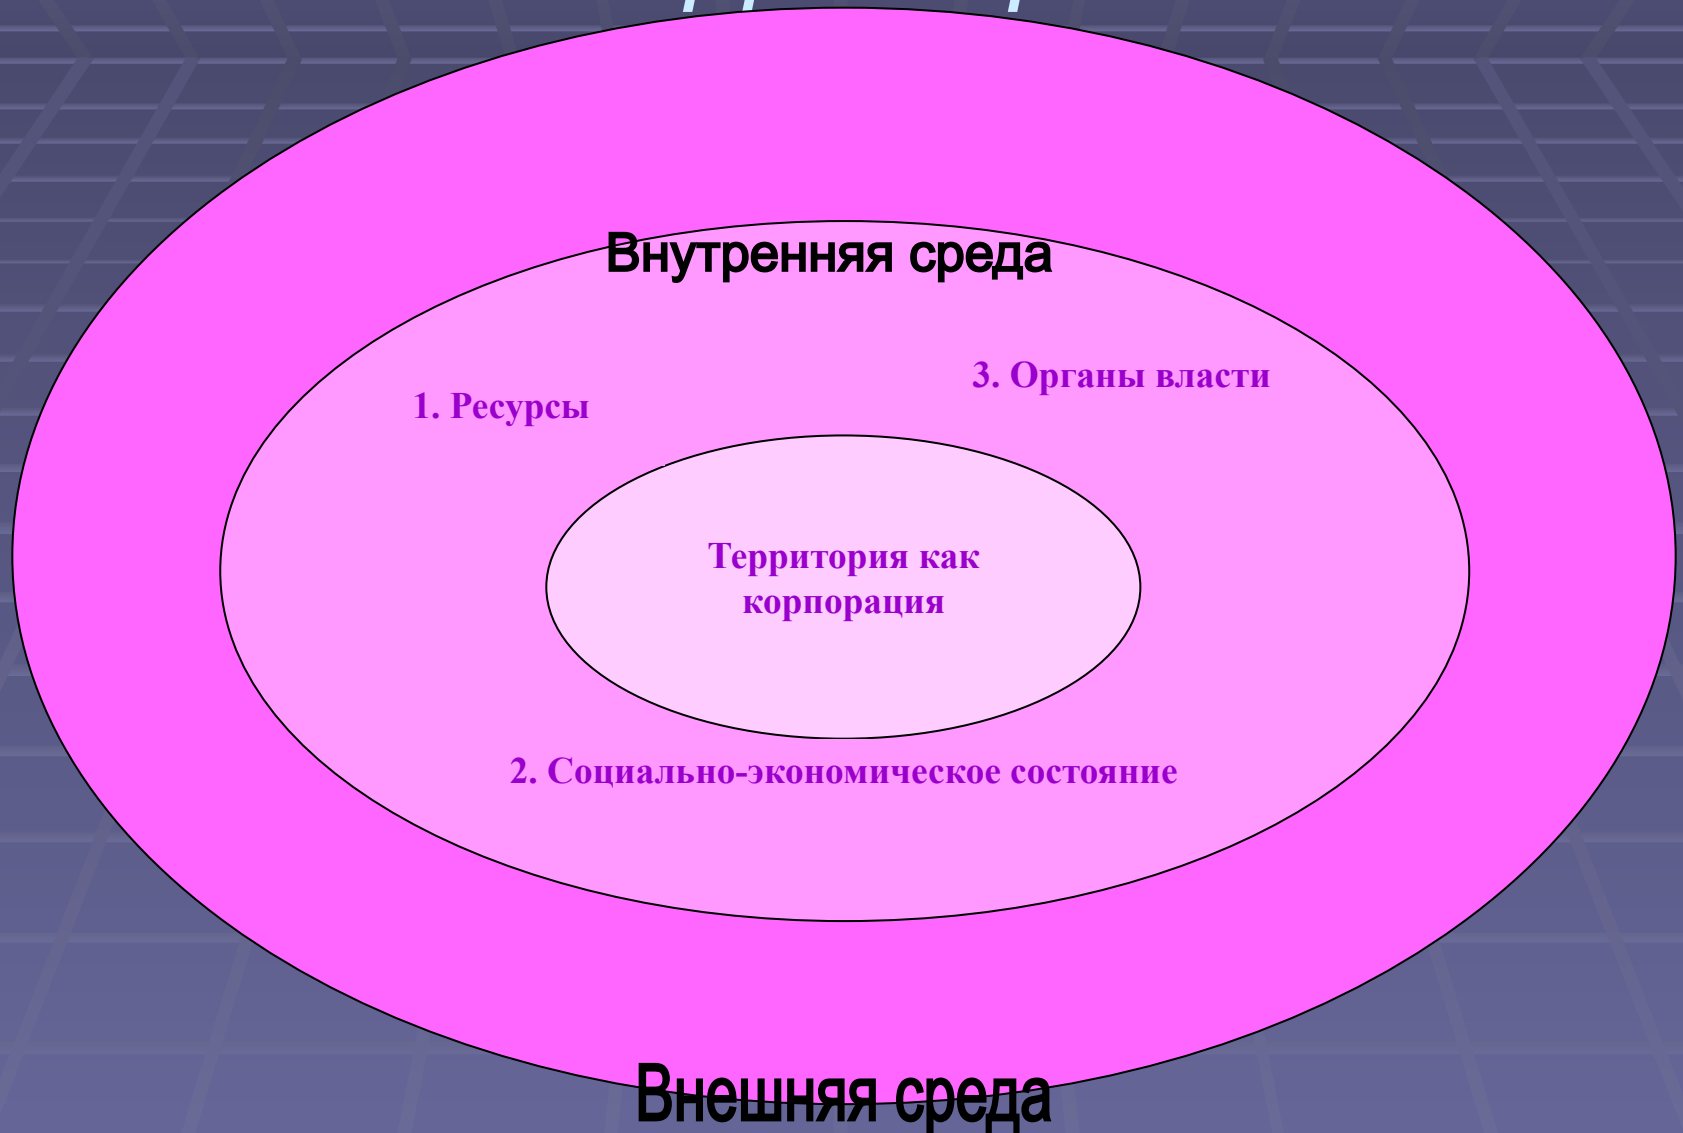 Внутренняя среда
3. Органы власти
1. Ресурсы
Территория как
корпорация
2. Социально-экономическое состояние
Внешняя среда